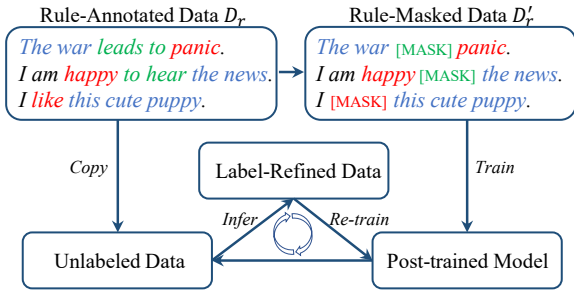 Rule-Annotated Data D_r
Rule-Masked Data D'_r
The war leads to panic.
I am happy to hear the news.
I like this cute puppy.
The war [MASK] panic.
I am happy [MASK] the news.
I [MASK] this cute puppy.
Copy
Train
Label-Refined Data
Infer
Re-train
Unlabeled Data
Post-trained Model